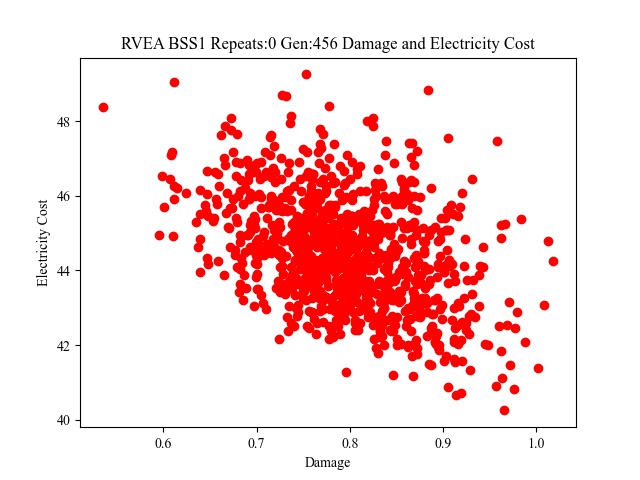 RVEA BSS1 Repeats:0 Gen:456 Damage and Electricity Cost
48
46
44
42
40
Electricity Cost
0.6 0.7 0.8 0.9 1.0
Damage